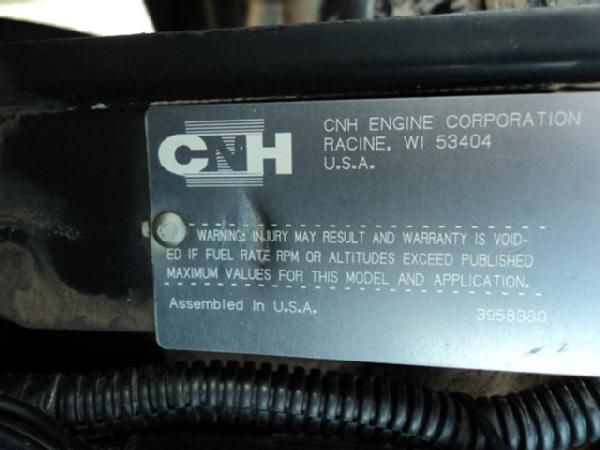 CNH
CNH ENGINE CORPORATION
RACINE, WI 53404
U.S.A.
WARNING: INJURY MAY RESULT AND WARRANTY IS VOID-
ED IF FUEL RATE RPM OR ALTITUDES EXCEED PUBLISHED
MAXIMUM VALUES FOR THIS MODEL AND APPLICATION.
Assembled in U.S.A.
3958380